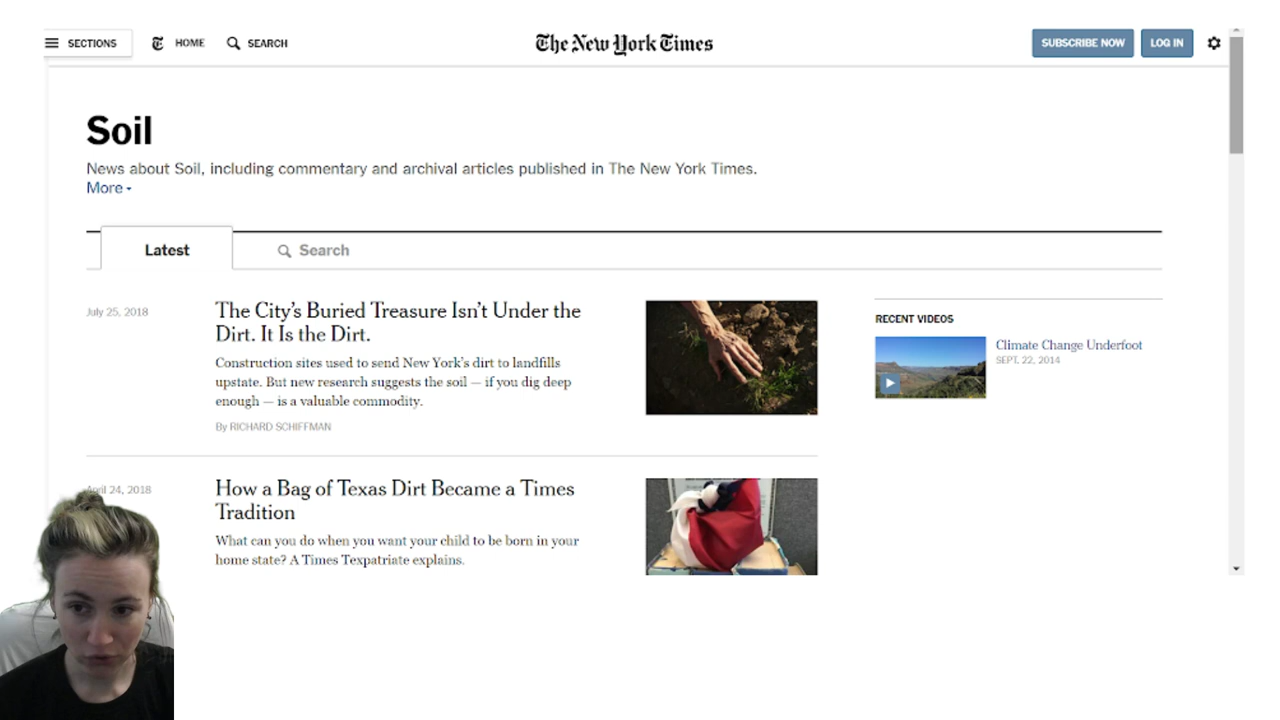 SECTIONS HOME SEARCH The New York Times SUBSCRIBE NOW LOG IN
Soil
News about Soil, including commentary and archival articles published in The New York Times.
More
Latest Search
July 25, 2018
The City's Buried Treasure Isn't Under the
Dirt. It Is the Dirt.
Construction sites used to send New York's dirt to landfills
upstate. But new research suggests the soil — if you dig deep
enough — is a valuable commodity.
By RICHARD SCHIFFMAN
April 24, 2018
How a Bag of Texas Dirt Became a Times
Tradition
What can you do when you want your child to be born in your
home state? A Times Texpatriate explains.
RECENT VIDEOS
Climate Change Underfoot
SEPT. 22, 2014